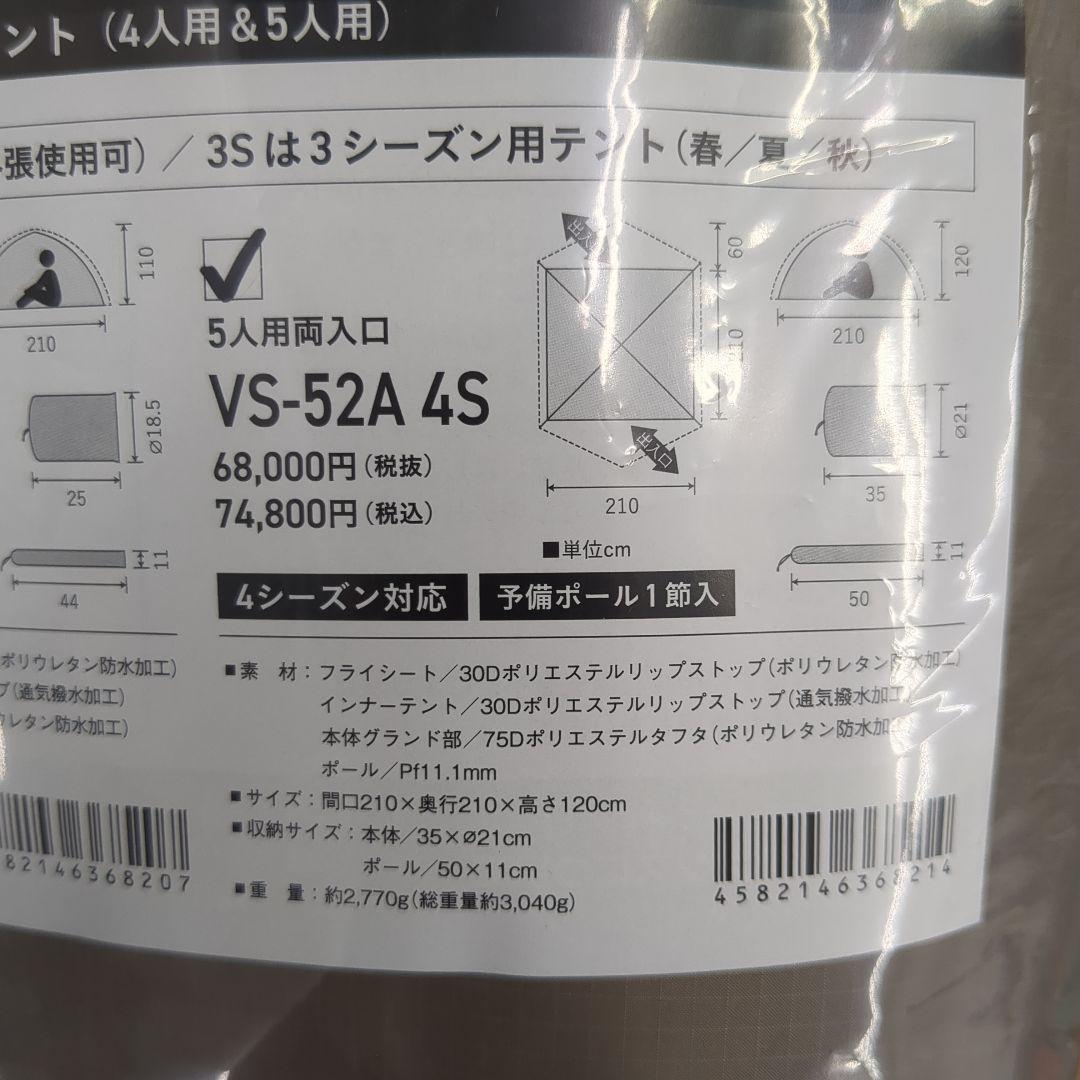 ント（4人用＆5人用）
張使用可）／3Sは3シーズン用テント（春／夏／秋）
110
210
⌀18.5
25
11
44
5人用両入口
VS-52A 4S
68,000円（税抜）
74,800円（税込）
4シーズン対応
予備ポール1節入
出入口
60
210
出入口
210
■単位cm
120
210
⌀21
35
11
50
ポリウレタン防水加工）
プ（通気撥水加工）
ウレタン防水加工）
■素　材：フライシート／30Dポリエステルリップストップ（ポリウレタン防水加工）
インナーテント／30Dポリエステルリップストップ（通気撥水加工）
本体グランド部／75Dポリエステルタフタ（ポリウレタン防水加
ポール／Pf11.1mm
■サイズ：間口210×奥行210×高さ120cm
■収納サイズ：本体／35×⌀21cm
ポール／50×11cm
■重　量：約2,770g（総重量約3,040g）
82146368207
4582146368214